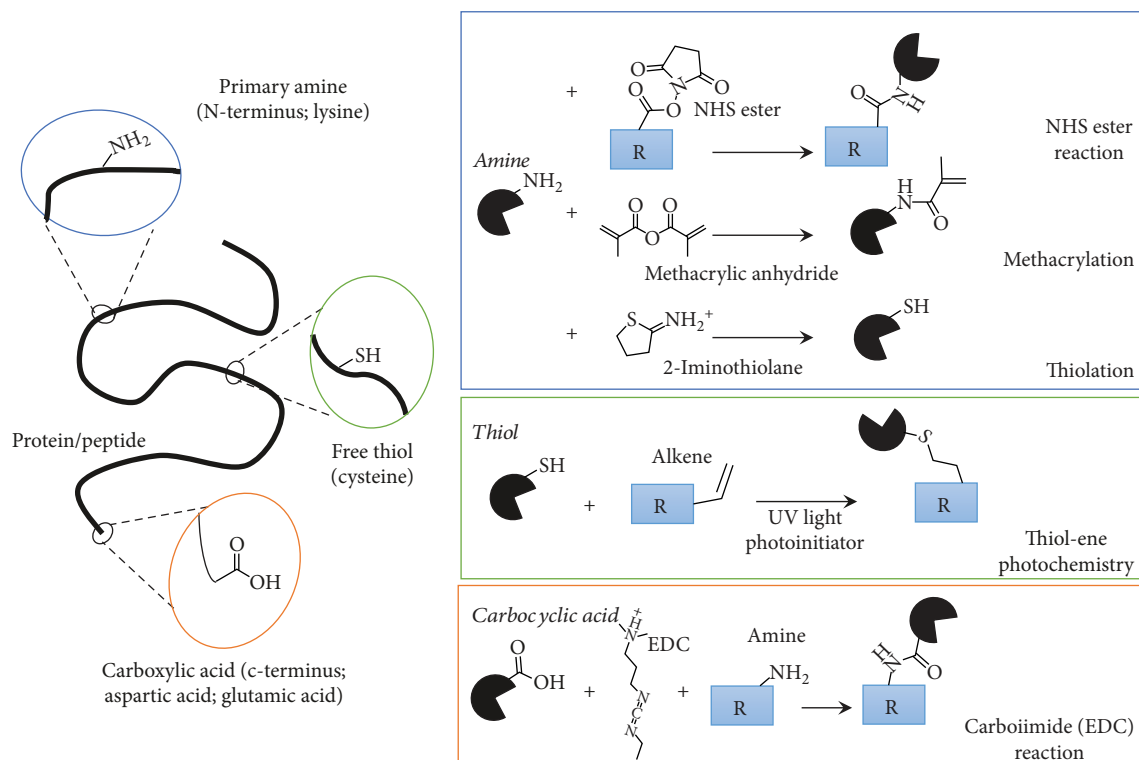 Primary amine
(N-terminus; lysine)
NH2
SH
Protein/peptide
Free thiol
(cysteine)
O
OH
Carboxylic acid (c-terminus;
aspartic acid; glutamic acid)
Amine
NH2
+
O
N
O
O
O
NHS ester
R
O
N
H
R
NHS ester
reaction
+
O
O
O
Methacrylic anhydride
H
N
O
Methacrylation
+
S
NH2+
2-Iminothiolane
SH
Thiolation
Thiol
SH
+
Alkene
R
UV light
photoinitiator
S
R
Thiol-ene
photochemistry
Carbocyclic acid
O
OH
+
+
H
N
EDC
N
C
N
+
Amine
NH2
R
H
N
O
R
Carboiimide (EDC)
reaction